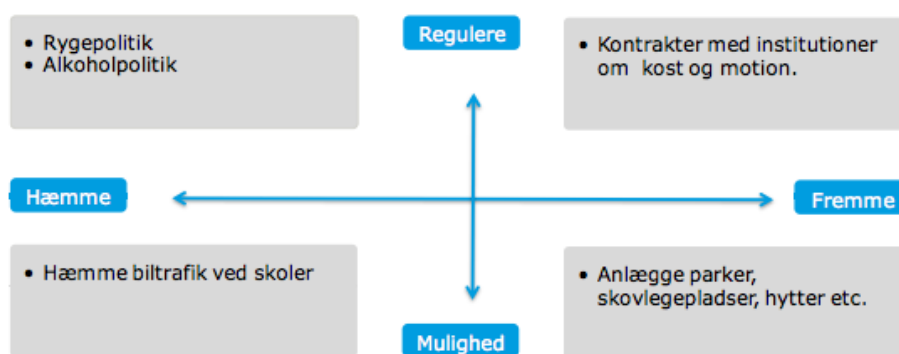 • Rygepolitik
• Alkoholpolitik
Regulere
• Kontrakter med institutioner
om kost og motion.
Hæmme
Fremme
• Hæmme biltrafik ved skoler
• Anlægge parker,
skovlegepladser, hytter etc.
Mulighed